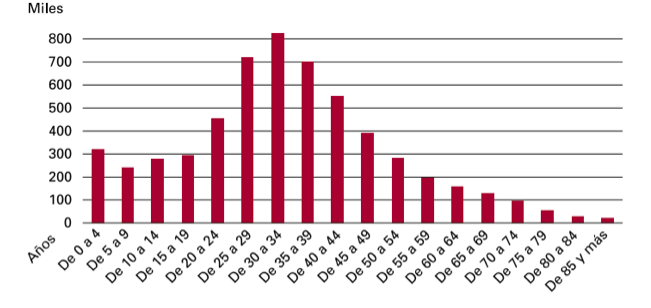 Miles
800
700
600
500
400
300
200
100
0
Años
De 0 a 4
De 5 a 9
De 10 a 14
De 15 a 19
De 20 a 24
De 25 a 29
De 30 a 34
De 35 a 39
De 40 a 44
De 45 a 49
De 50 a 54
De 55 a 59
De 60 a 64
De 65 a 69
De 70 a 74
De 75 a 79
De 80 a 84
De 85 y más